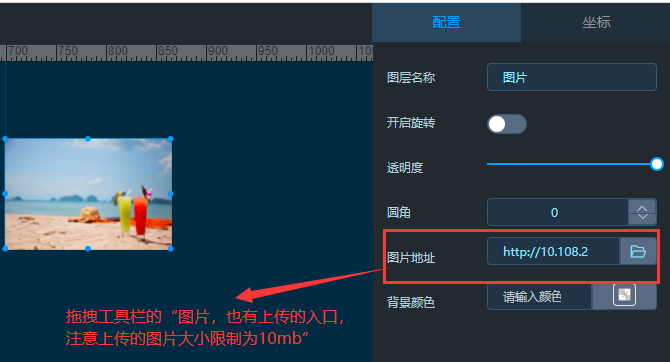 配置
坐标
700 750 800 850 900 950 1000 105
图层名称
图片
开启旋转
透明度
圆角
0
图片地址
http://10.108.2
背景颜色
请输入颜色
拖拽工具栏的“图片，也有上传的入口，
注意上传的图片大小限制为10mb”